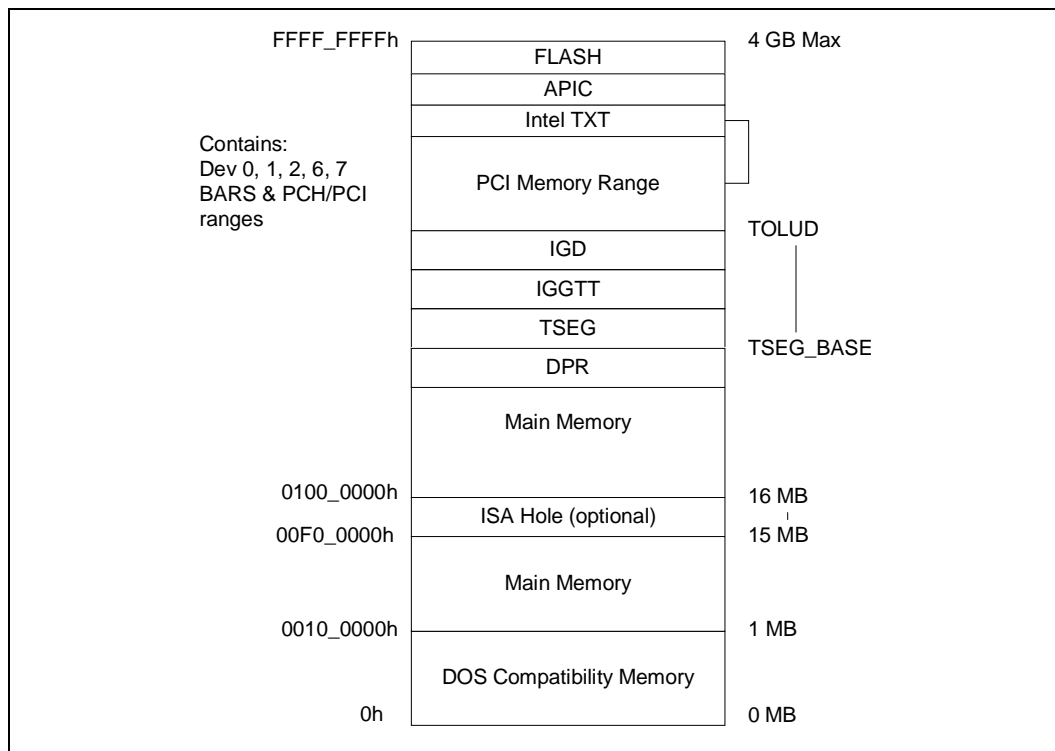 FFFF_FFFFh
4 GB Max
FLASH
APIC
Intel TXT
Contains:
Dev 0, 1, 2, 6, 7
BARS & PCH/PCI
ranges
PCI Memory Range
TOLUD
IGD
IGGTT
TSEG
TSEG_BASE
DPR
Main Memory
0100_0000h
16 MB
ISA Hole (optional)
00F0_0000h
15 MB
Main Memory
0010_0000h
1 MB
DOS Compatibility Memory
0h
0 MB